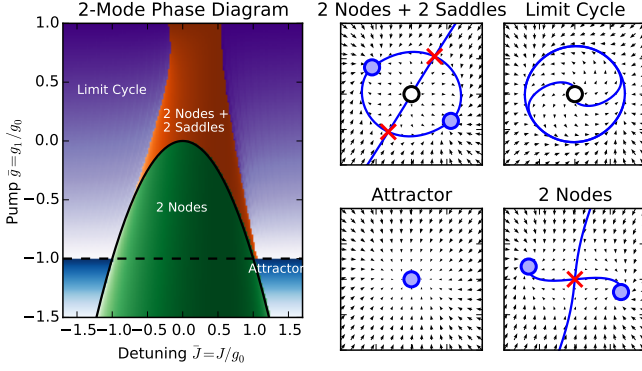 2-Mode Phase Diagram
Pump ḡ=g₁/g₀
1.0
0.5
0.0
−0.5
−1.0
−1.5
Limit Cycle
2 Nodes +
2 Saddles
2 Nodes
Attractor
−1.5 −1.0 −0.5 0.0 0.5 1.0 1.5
Detuning J̄=J/g₀
2 Nodes + 2 Saddles
Limit Cycle
Attractor
2 Nodes